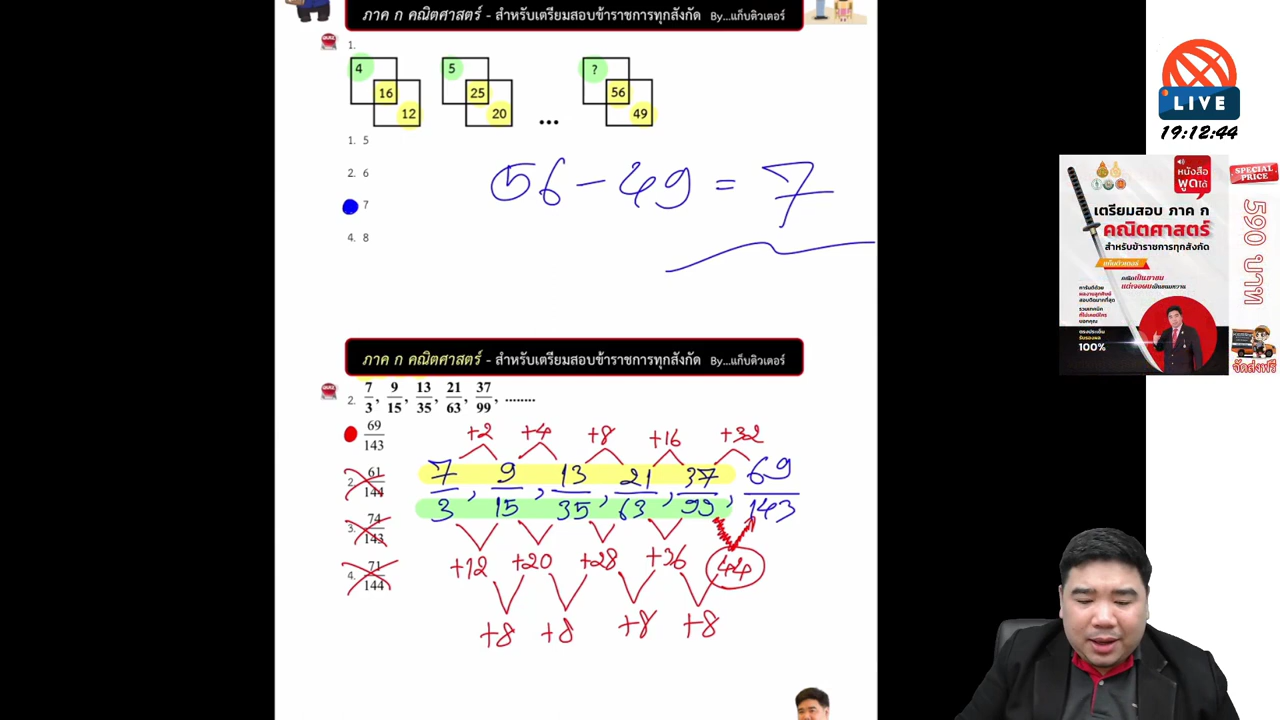 ภาค ก คณิตศาสตร์ - สำหรับเตรียมสอบข้าราชการทุกสังกัด By...แก็บติวเตอร์
1.
4 16 12
5 25 20
...
? 56 49
1. 5
2. 6
7
4. 8
56 - 49 = 7
ภาค ก คณิตศาสตร์ - สำหรับเตรียมสอบข้าราชการทุกสังกัด By...แก็บติวเตอร์
2. 7/3, 9/15, 13/35, 21/63, 37/99, ........
69/143
2. 61/144
3. 74/143
4. 71/144
+2 +4 +8 +16 +32
7/3, 9/15, 13/35, 21/63, 37/99, 69/143
+12 +20 +28 +36 44
+8 +8 +8 +8
LIVE
19:12:44
หนังสือ
พูดได้
SPECIAL
PRICE
เตรียมสอบ ภาค ก
คณิตศาสตร์
สำหรับข้าราชการทุกสังกัด
แก็บติวเตอร์
100%
590 บาท
จัดส่งฟรี